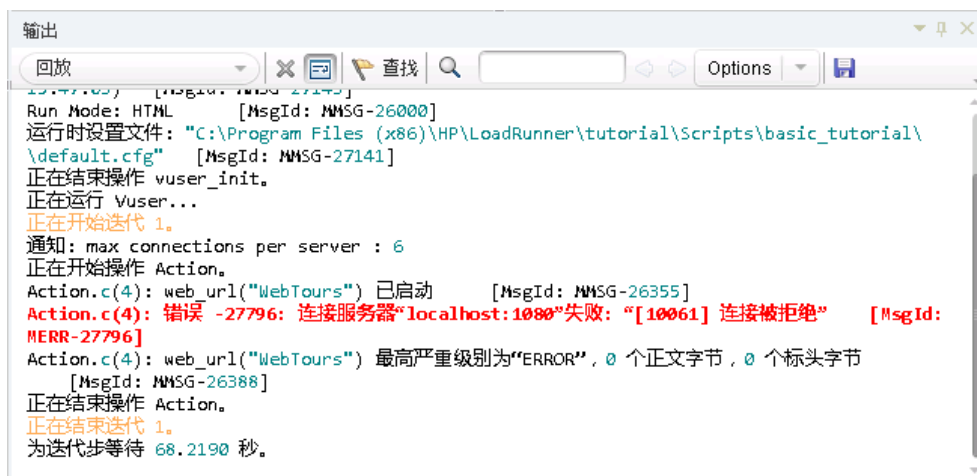 输出
回放 查找 Options
Run Mode: HTML [MsgId: MMSG-26000]
运行时设置文件: "C:\Program Files (x86)\HP\LoadRunner\tutorial\Scripts\basic_tutorial\
\default.cfg" [MsgId: MMSG-27141]
正在结束操作 vuser_init。
正在运行 Vuser...
正在开始迭代 1。
通知: max connections per server : 6
正在开始操作 Action。
Action.c(4): web_url("WebTours") 已启动 [MsgId: MMSG-26355]
Action.c(4): 错误 -27796: 连接服务器“localhost:1080”失败: “[10061] 连接被拒绝” [MsgId:
MERR-27796]
Action.c(4): web_url("WebTours") 最高严重级别为“ERROR”，0 个正文字节，0 个标头字节
[MsgId: MMSG-26388]
正在结束操作 Action。
正在结束迭代 1。
为迭代步等待 68.2190 秒。